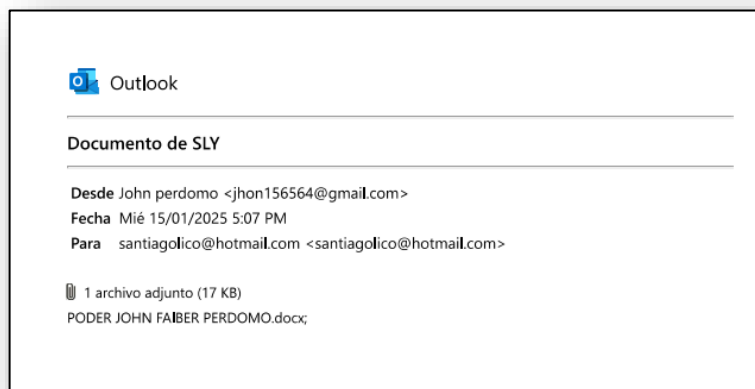 Outlook
Documento de SLY
Desde John perdomo <jhon156564@gmail.com>
Fecha Mié 15/01/2025 5:07 PM
Para santiagolico@hotmail.com <santiagolico@hotmail.com>
1 archivo adjunto (17 KB)
PODER JOHN FAIBER PERDOMO.docx;